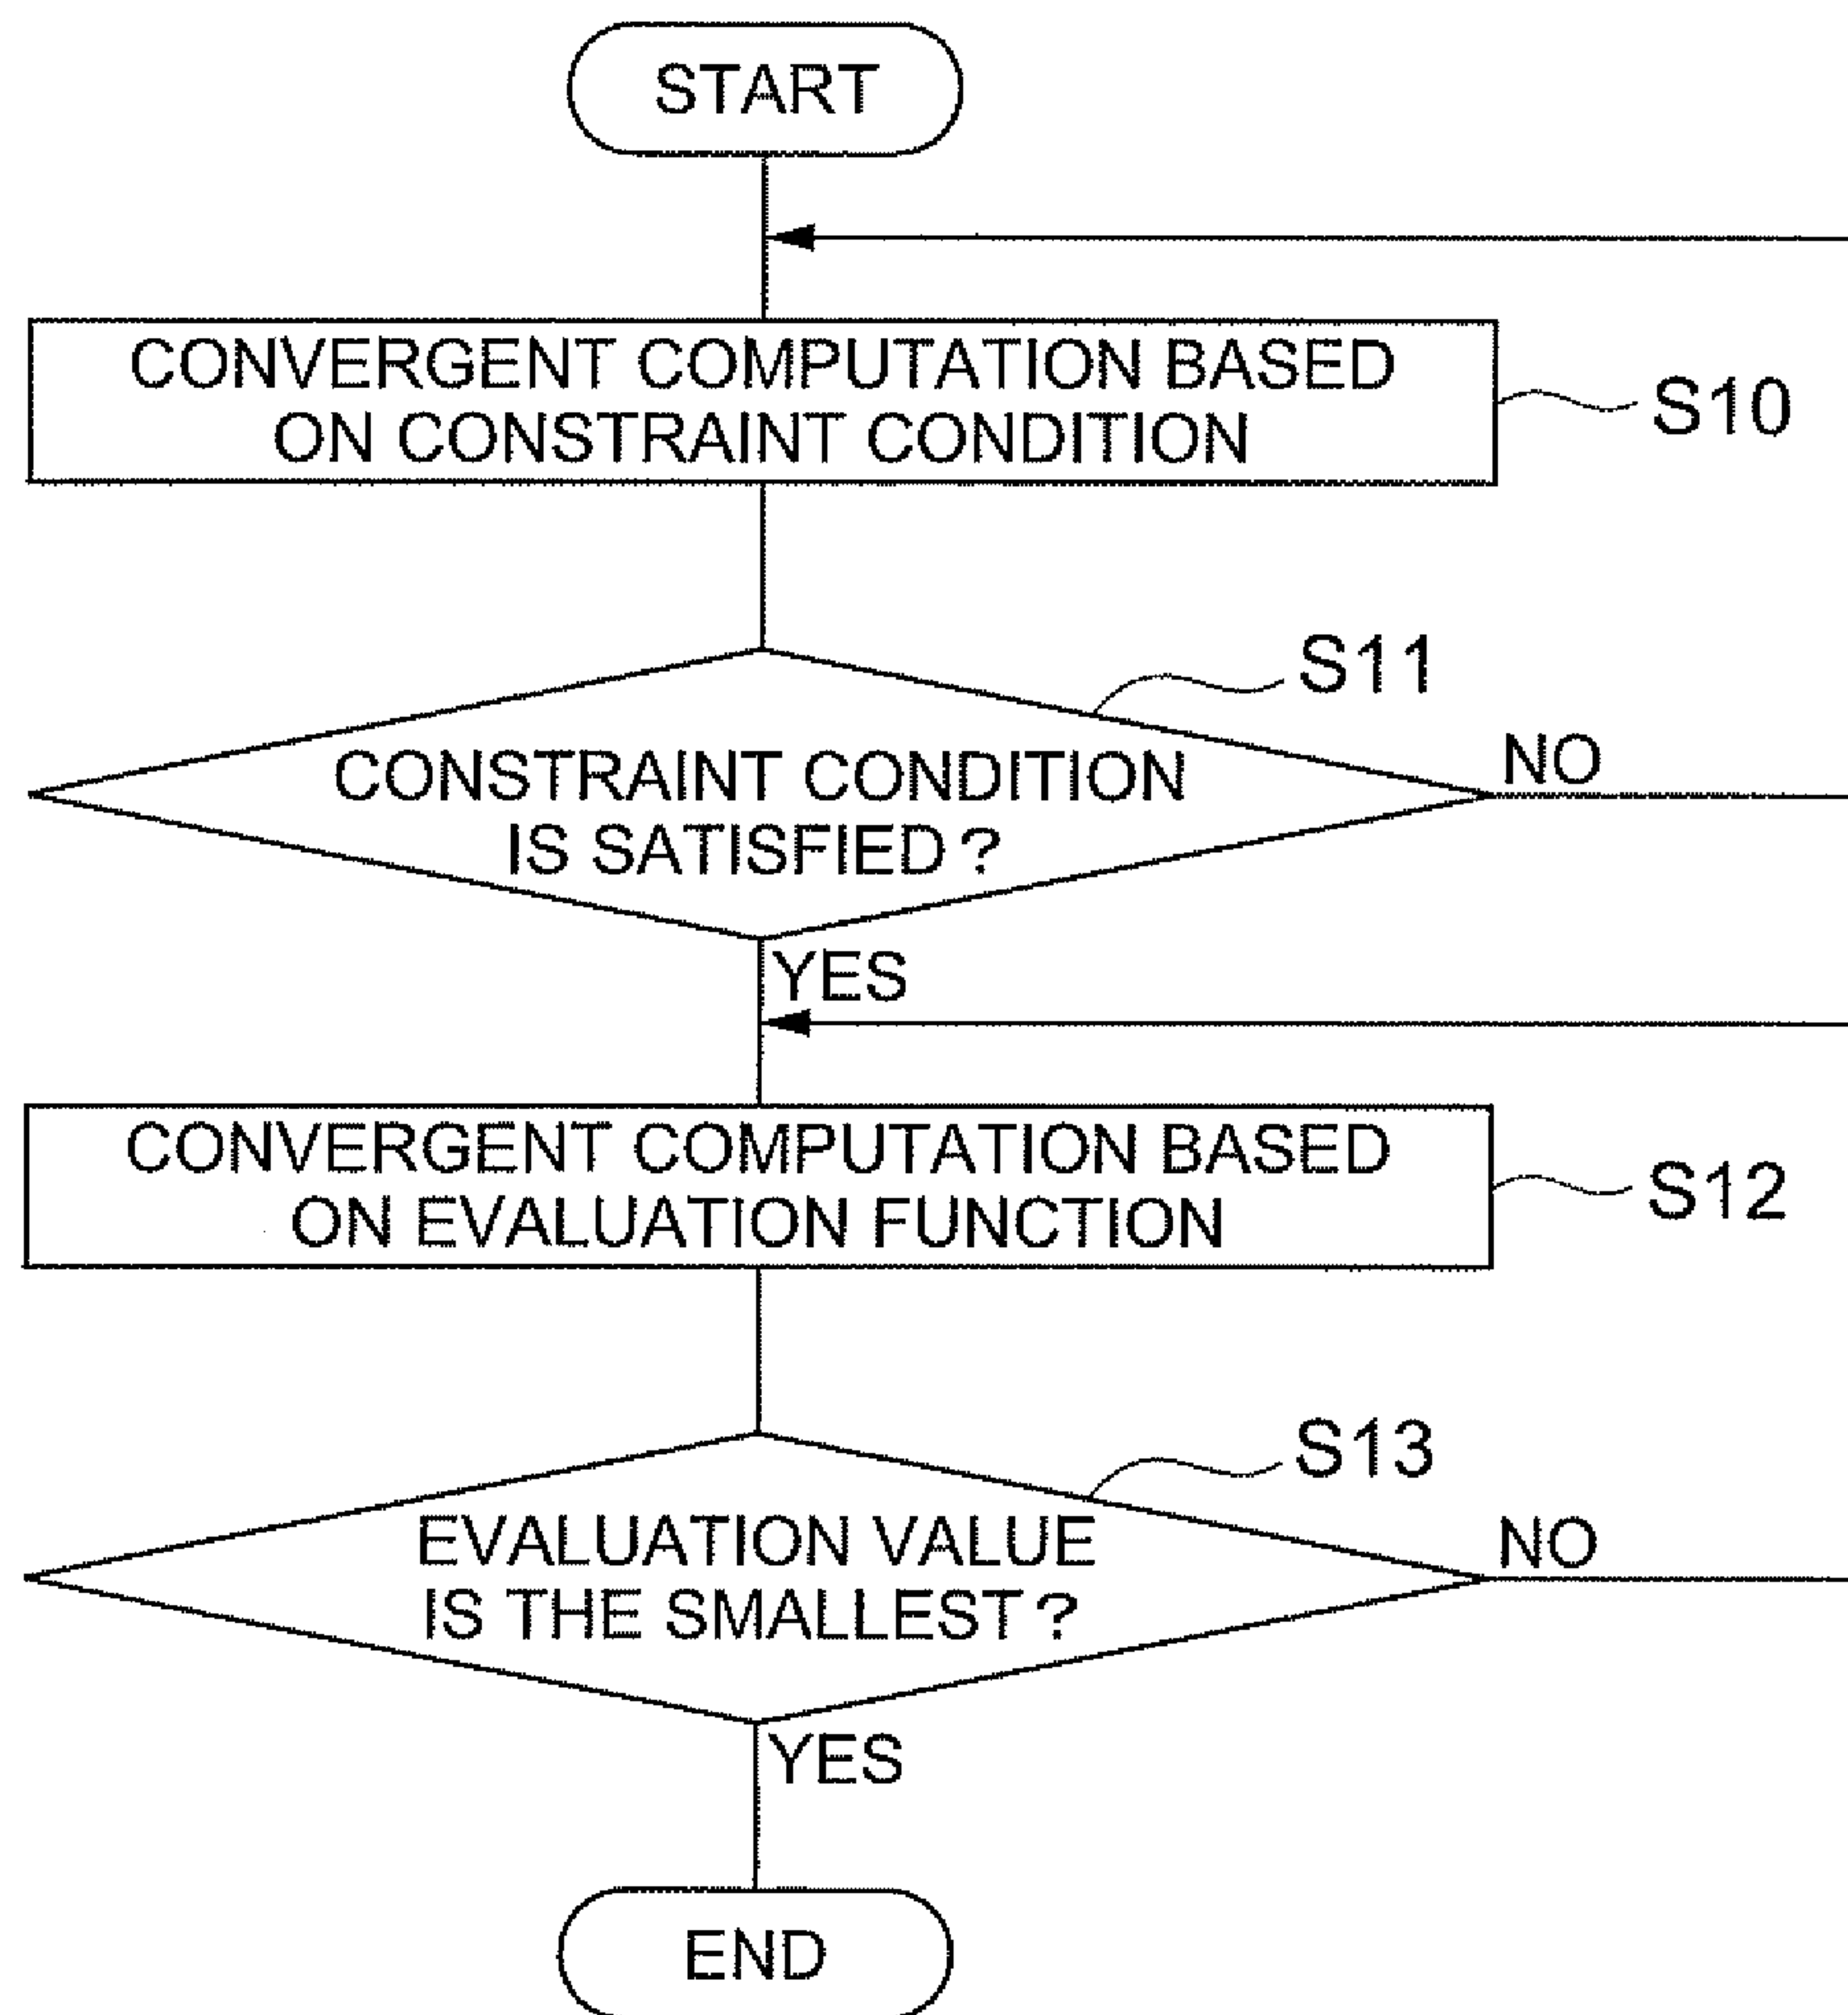 START
CONVERGENT COMPUTATION BASED
ON CONSTRAINT CONDITION
S10
S11
CONSTRAINT CONDITION
IS SATISFIED ?
NO
YES
CONVERGENT COMPUTATION BASED
ON EVALUATION FUNCTION
S12
S13
EVALUATION VALUE
IS THE SMALLEST ?
NO
YES
END